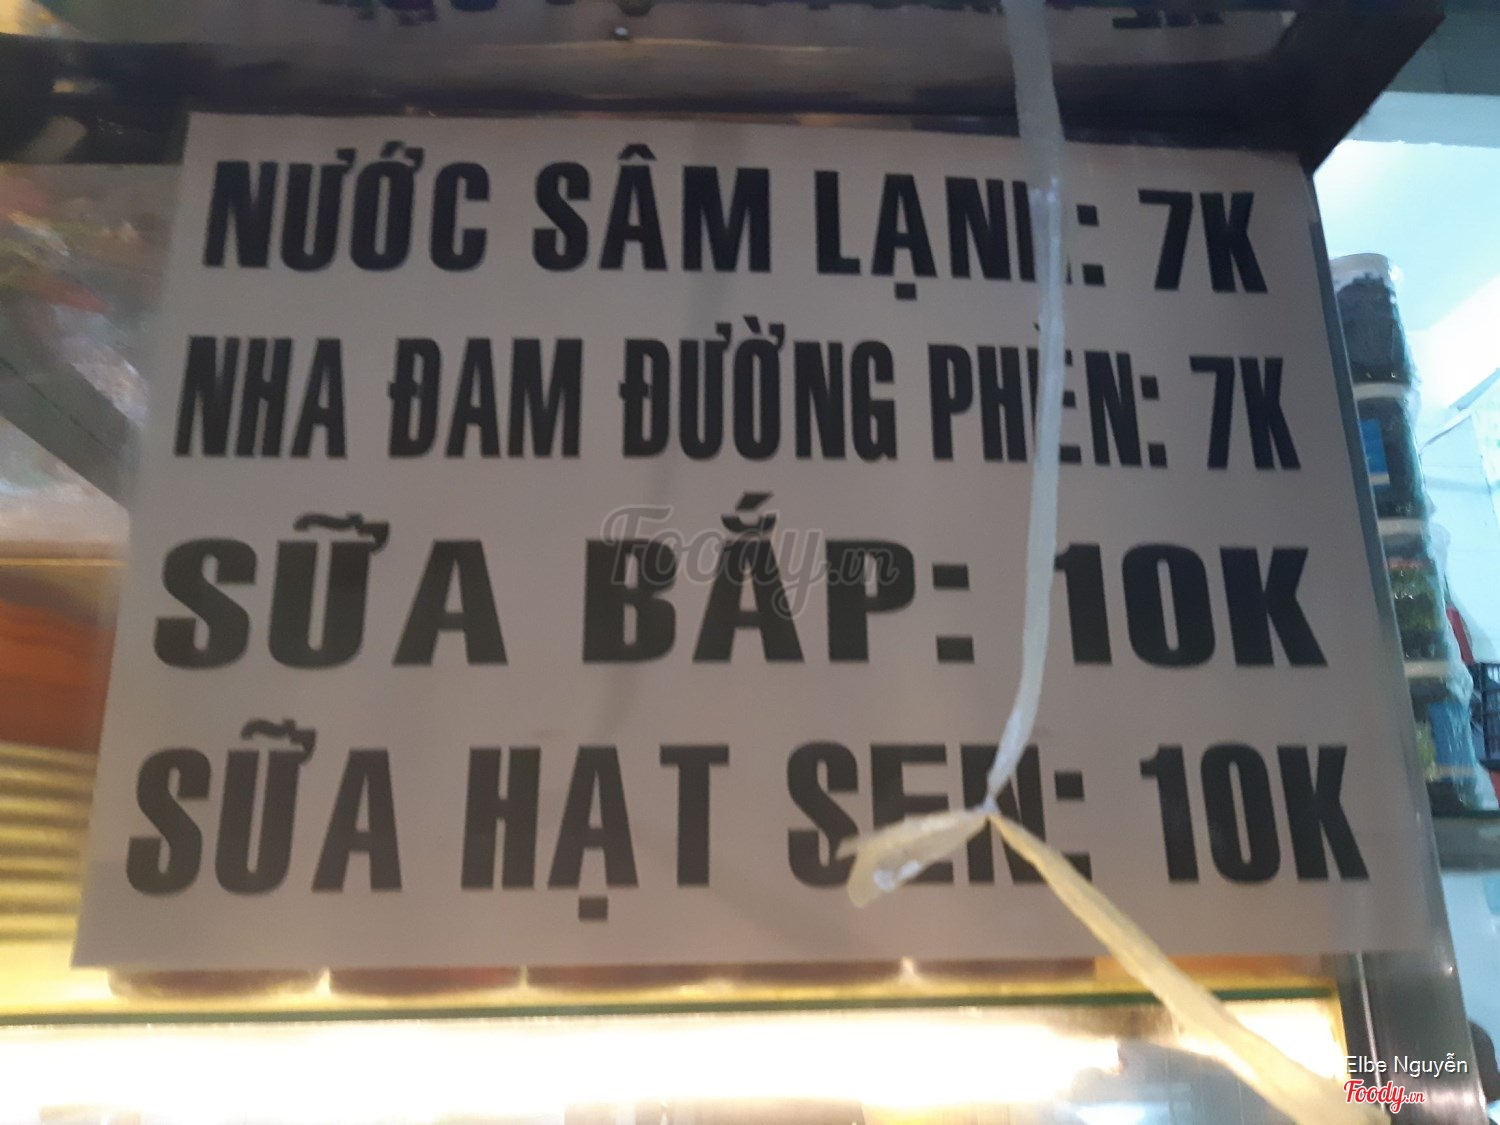 NƯỚC SÂM LẠNH: 7K
NHA ĐAM ĐƯỜNG PHÈN: 7K
SỮA BẮP: 10K
Foody.vn
SỮA HẠT SEN: 10K
Elbe Nguyễn
Foody.vn